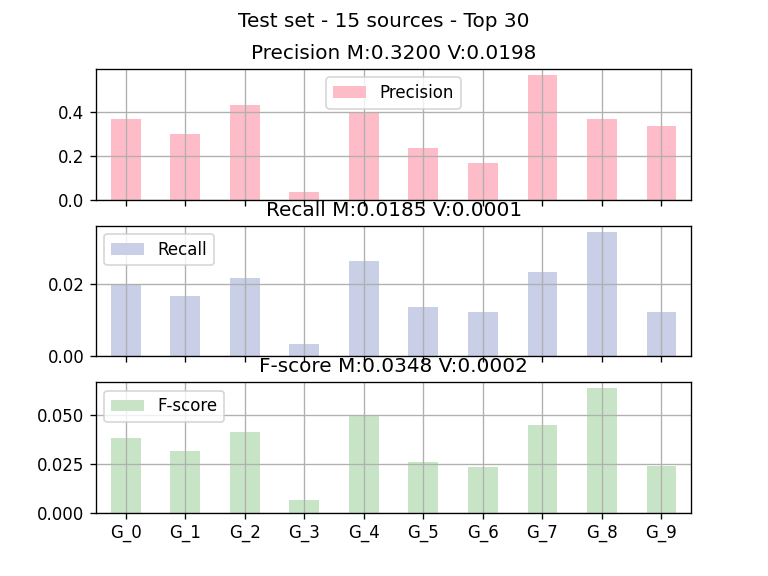 Test set - 15 sources - Top 30
Precision M:0.3200 V:0.0198
Precision
0.4
0.2
0.0
Recall M:0.0185 V:0.0001
Recall
0.02
0.00
F-score M:0.0348 V:0.0002
F-score
0.050
0.025
0.000
G_0 G_1 G_2 G_3 G_4 G_5 G_6 G_7 G_8 G_9